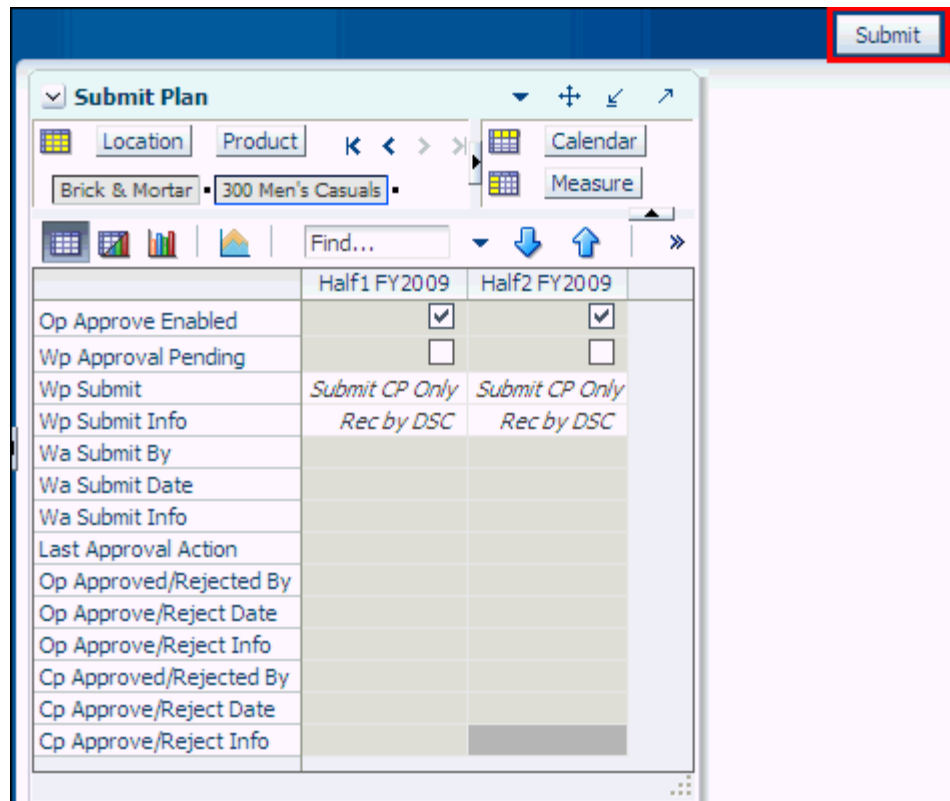 Submit
Submit Plan
Location Product Calendar
Brick & Mortar 300 Men's Casuals Measure
Find...
Half1 FY2009 Half2 FY2009
Op Approve Enabled
Wp Approval Pending
Wp Submit Submit CP Only Submit CP Only
Wp Submit Info Rec by DSC Rec by DSC
Wa Submit By
Wa Submit Date
Wa Submit Info
Last Approval Action
Op Approved/Rejected By
Op Approve/Reject Date
Op Approve/Reject Info
Cp Approved/Rejected By
Cp Approve/Reject Date
Cp Approve/Reject Info